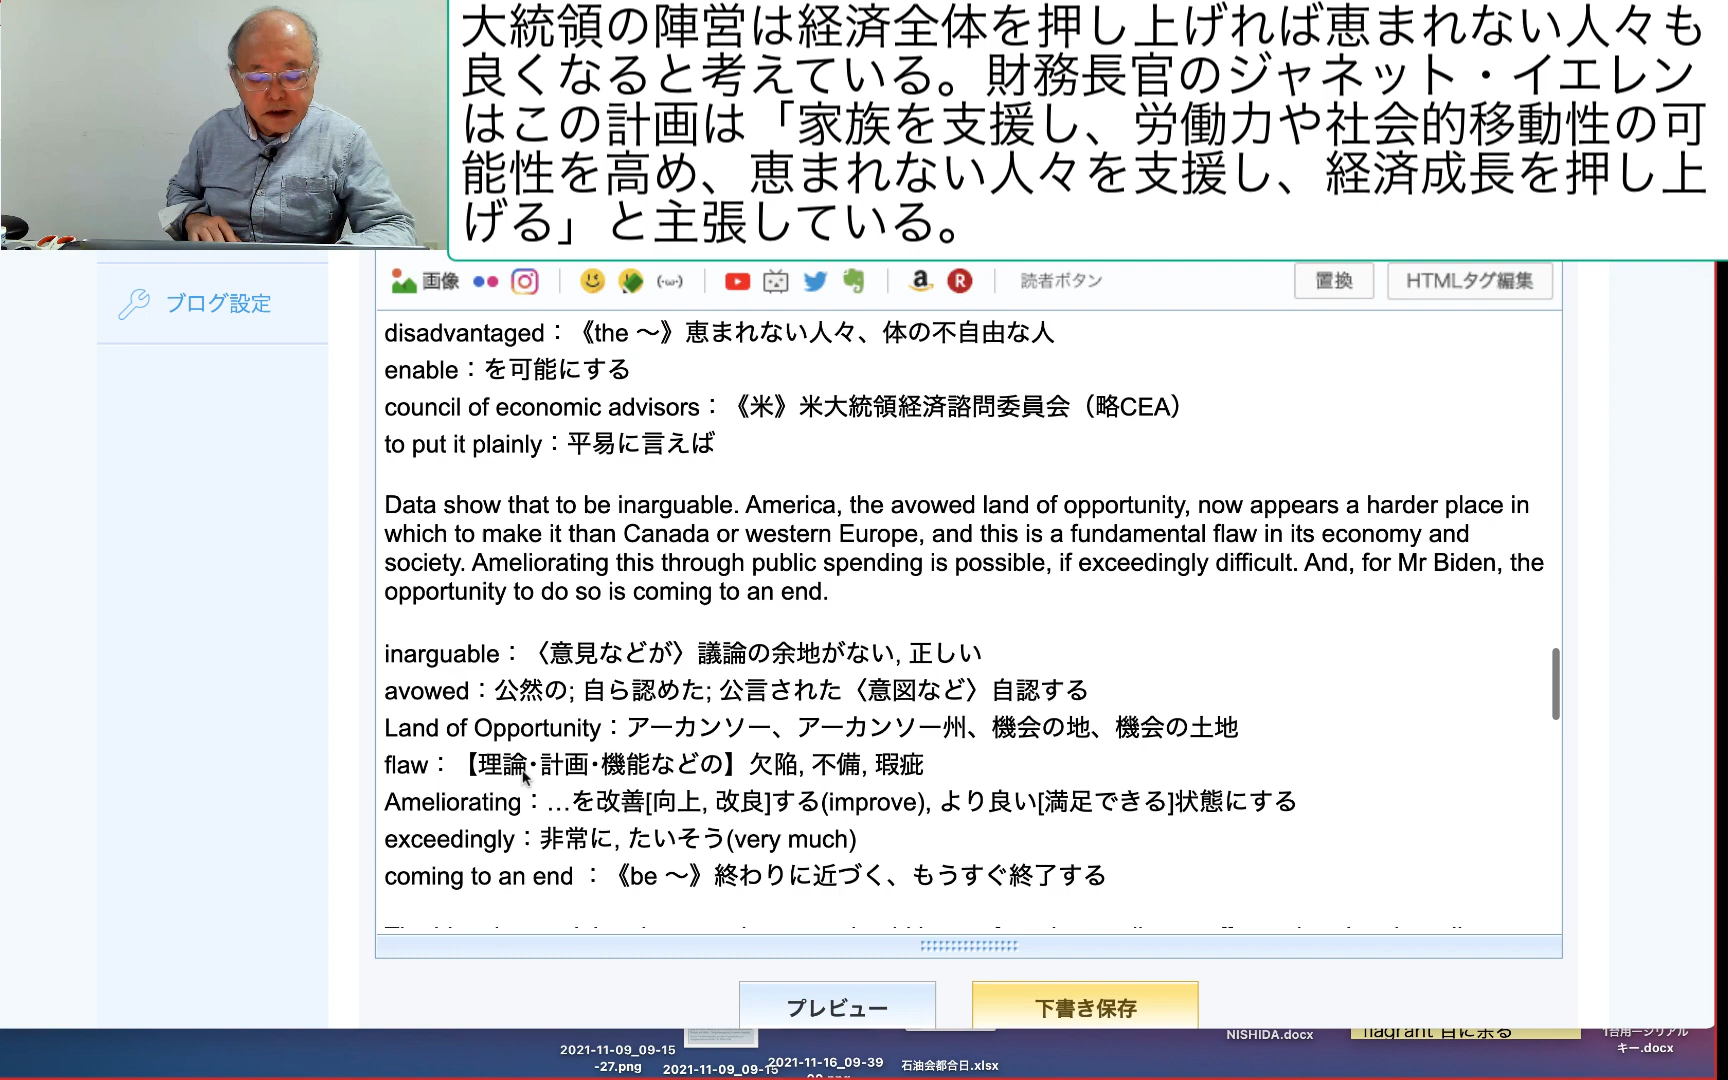 大統領の陣営は経済全体を押し上げれば恵まれない人々も
良くなると考えている。財務長官のジャネット・イエレン
はこの計画は「家族を支援し、労働力や社会的移動性の可
能性を高め、恵まれない人々を支援し、経済成長を押し上
げる」と主張している。
ブログ設定
画像
読者ボタン
置換
HTMLタグ編集
disadvantaged：《the ～》恵まれない人々、体の不自由な人
enable：を可能にする
council of economic advisors：《米》米大統領経済諮問委員会（略CEA）
to put it plainly：平易に言えば
Data show that to be inarguable. America, the avowed land of opportunity, now appears a harder place in
which to make it than Canada or western Europe, and this is a fundamental flaw in its economy and
society. Ameliorating this through public spending is possible, if exceedingly difficult. And, for Mr Biden, the
opportunity to do so is coming to an end.
inarguable：〈意見などが〉議論の余地がない, 正しい
avowed：公然の; 自ら認めた; 公言された〈意図など〉自認する
Land of Opportunity：アーカンソー、アーカンソー州、機会の地、機会の土地
flaw：【理論･計画･機能などの】欠陥, 不備, 瑕疵
Ameliorating：…を改善[向上, 改良]する(improve), より良い[満足できる]状態にする
exceedingly：非常に, たいそう(very much)
coming to an end ：《be ～》終わりに近づく、もうすぐ終了する
プレビュー
下書き保存
2021-11-09_09-15
-27.png
2021-11-09_09-15
2021-11-16_09-39
石油会都合日.xlsx
NISHIDA.docx
flagrant 目に余る
キー.docx